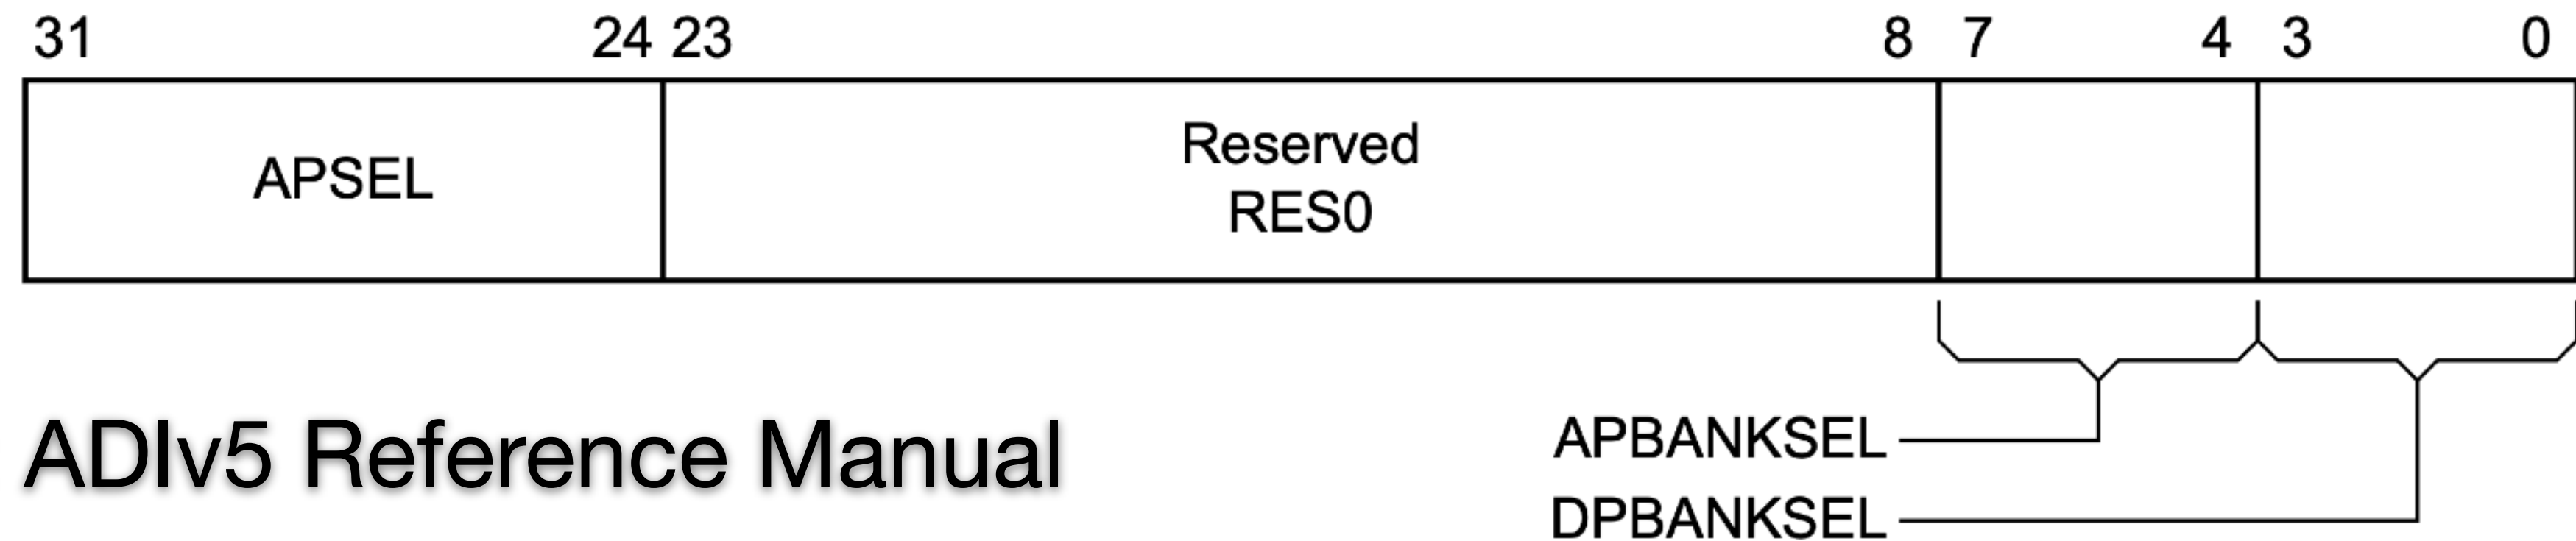 31 24 23 8 7 4 3 0
APSEL
Reserved
RES0
APBANKSEL
DPBANKSEL
ADIv5 Reference Manual